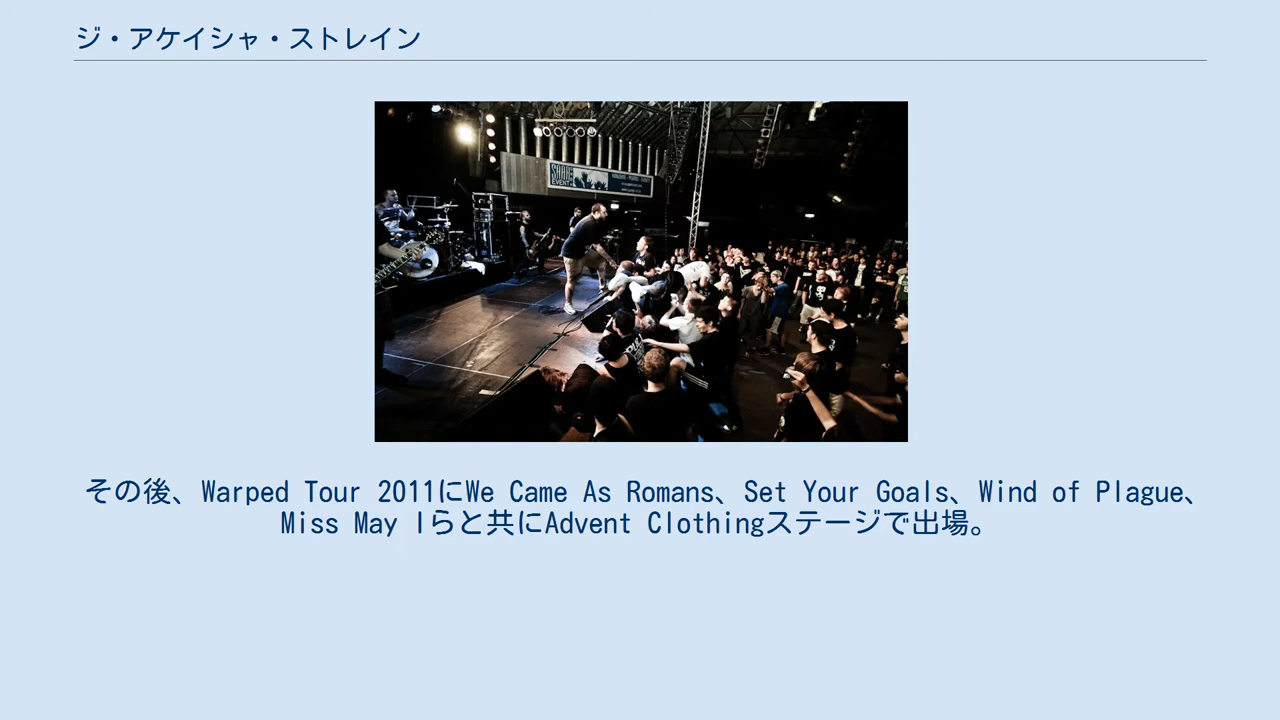 ジ・アケイシャ・ストレイン
その後、Warped Tour 2011にWe Came As Romans、Set Your Goals、Wind of Plague、
Miss May Iらと共にAdvent Clothingステージで出場。